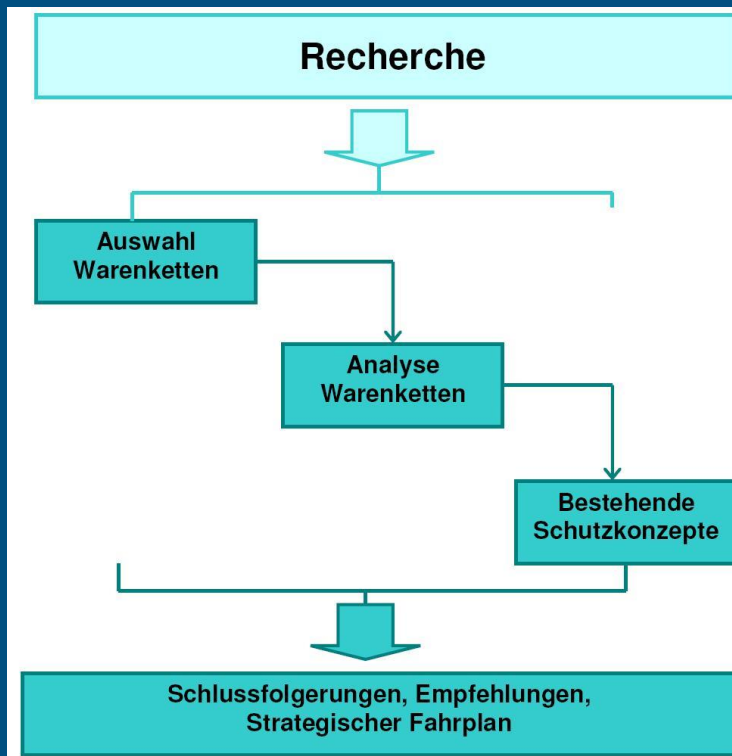 Recherche
Auswahl
Warenketten
Analyse
Warenketten
Bestehende
Schutzkonzepte
Schlussfolgerungen, Empfehlungen,
Strategischer Fahrplan